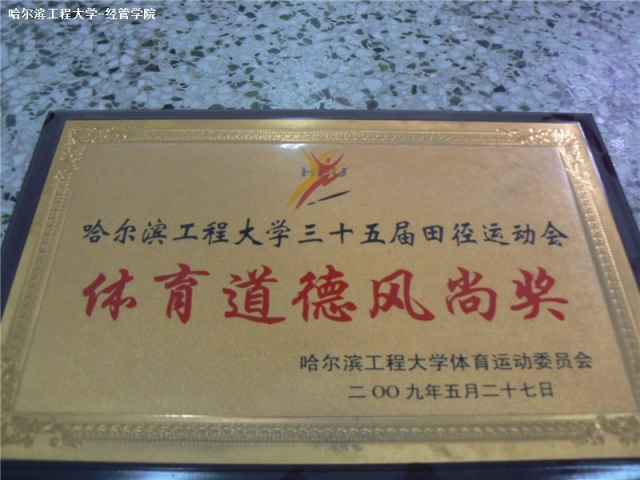 哈尔滨工程大学-经管学院
哈尔滨工程大学三十五届田径运动会
体育道德风尚奖
哈尔滨工程大学体育运动委员会
二OO九年五月二十七日